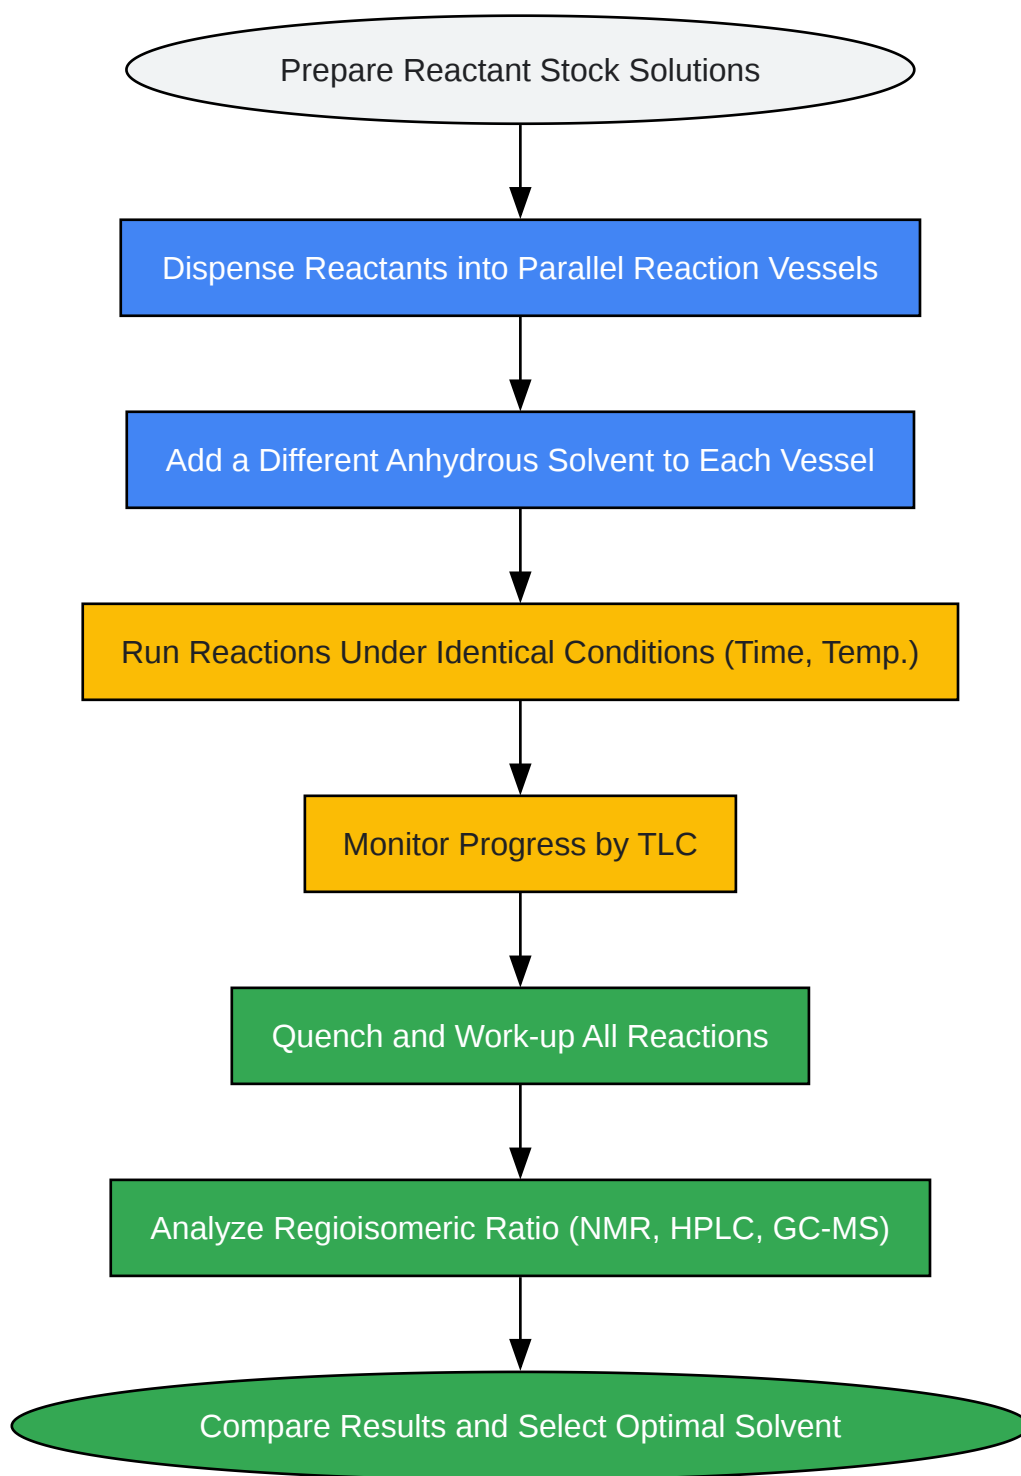 Prepare Reactant Stock Solutions
Dispense Reactants into Parallel Reaction Vessels
Add a Different Anhydrous Solvent to Each Vessel
Run Reactions Under Identical Conditions (Time, Temp.)
Monitor Progress by TLC
Quench and Work-up All Reactions
Analyze Regioisomeric Ratio (NMR, HPLC, GC-MS)
Compare Results and Select Optimal Solvent